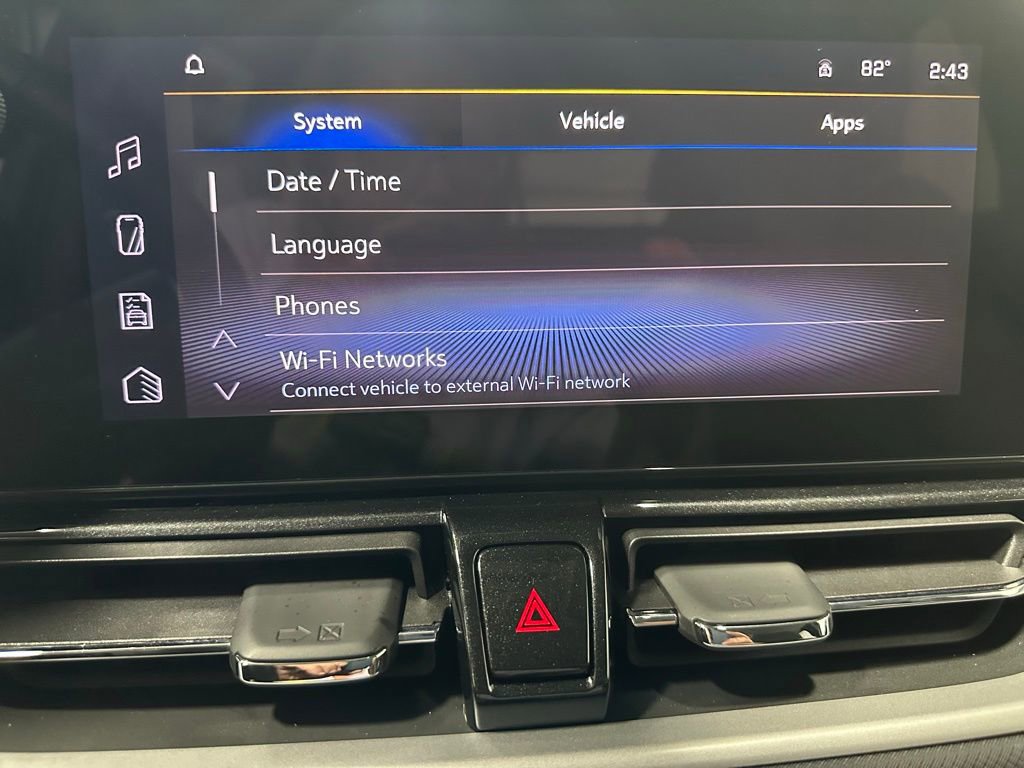 82° 2:43
System Vehicle Apps
Date / Time
Language
Phones
Wi-Fi Networks
Connect vehicle to external Wi-Fi network